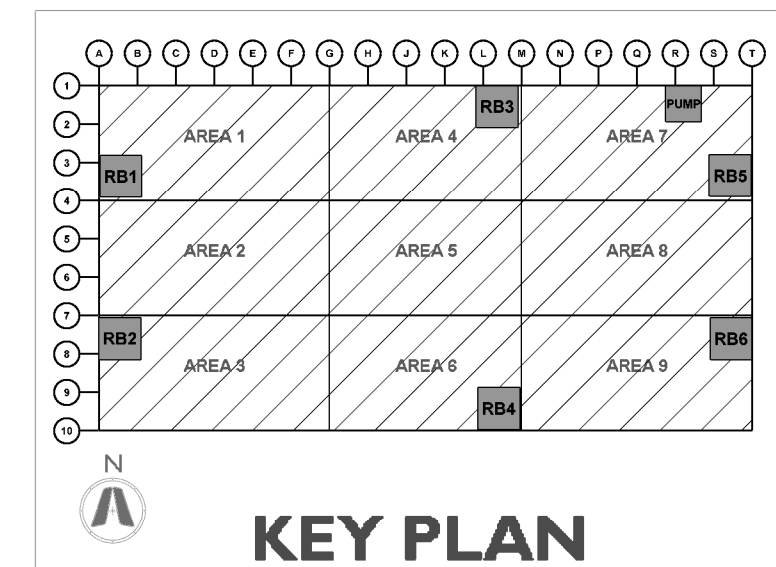 A B C D E F G H J K L M N P Q R S T
1
RB3 PUMP
2
AREA 1 AREA 4 AREA 7
3
RB1 RB5
4
5
AREA 2 AREA 5 AREA 8
6
7
RB2 RB6
8
AREA 3 AREA 6 AREA 9
9
RB4
10
N
KEY PLAN